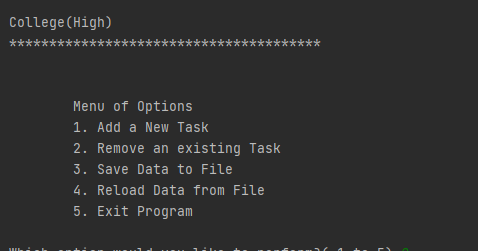 College(High)
***************************************
Menu of Options
1. Add a New Task
2. Remove an existing Task
3. Save Data to File
4. Reload Data from File
5. Exit Program
Which option would you like to perform?( 1 to 5)